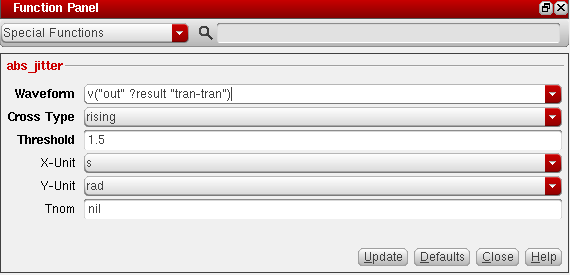 Function Panel
Special Functions
abs_jitter
Waveform v("out" ?result "tran-tran")
Cross Type rising
Threshold 1.5
X-Unit s
Y-Unit rad
Tnom nil
Update Defaults Close Help